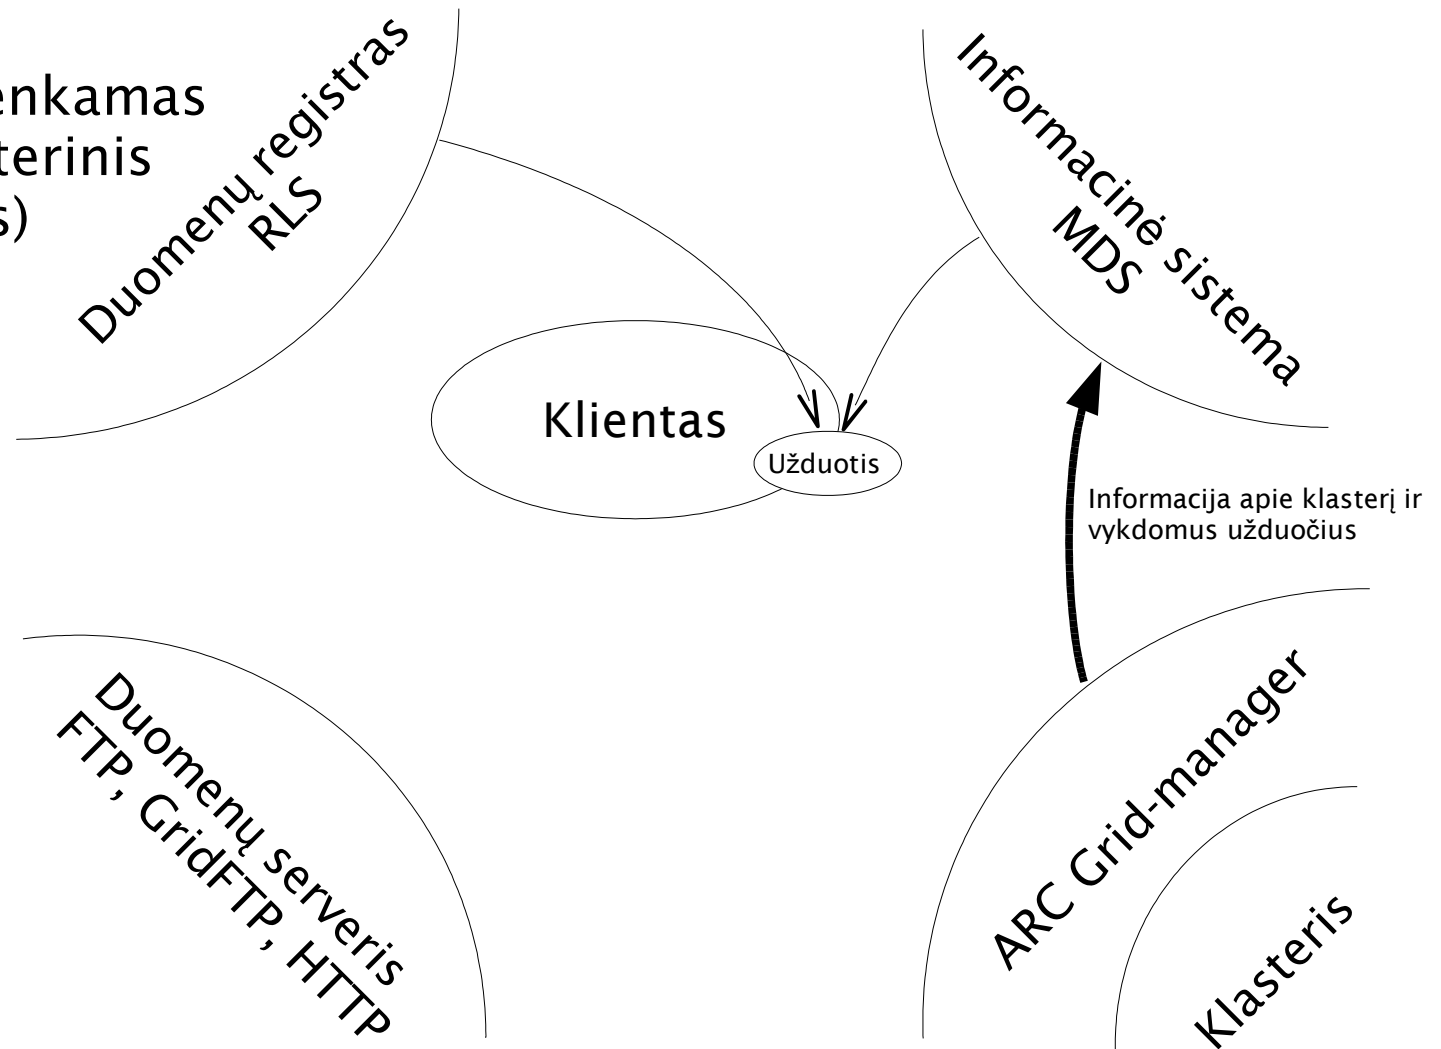 enkamas
terinis
s)
Duomenų registras
RLS
Informacinė sistema
MDS
Klientas
Užduotis
Informacija apie klasterį ir
vykdomus užduočius
Duomenų serveris
FTP, GridFTP, HTTP
ARC Grid-manager
Klasteris